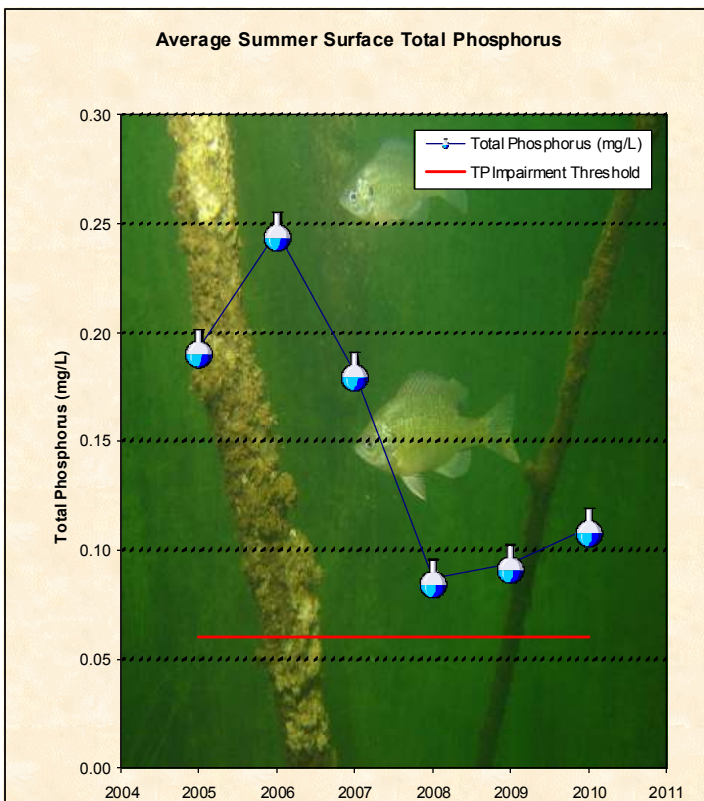 Average Summer Surface Total Phosphorus
Total Phosphorus (mg/L)
TP Impairment Threshold
Total Phosphorus (mg/L)
0.30
0.25
0.20
0.15
0.10
0.05
0.00
2004 2005 2006 2007 2008 2009 2010 2011